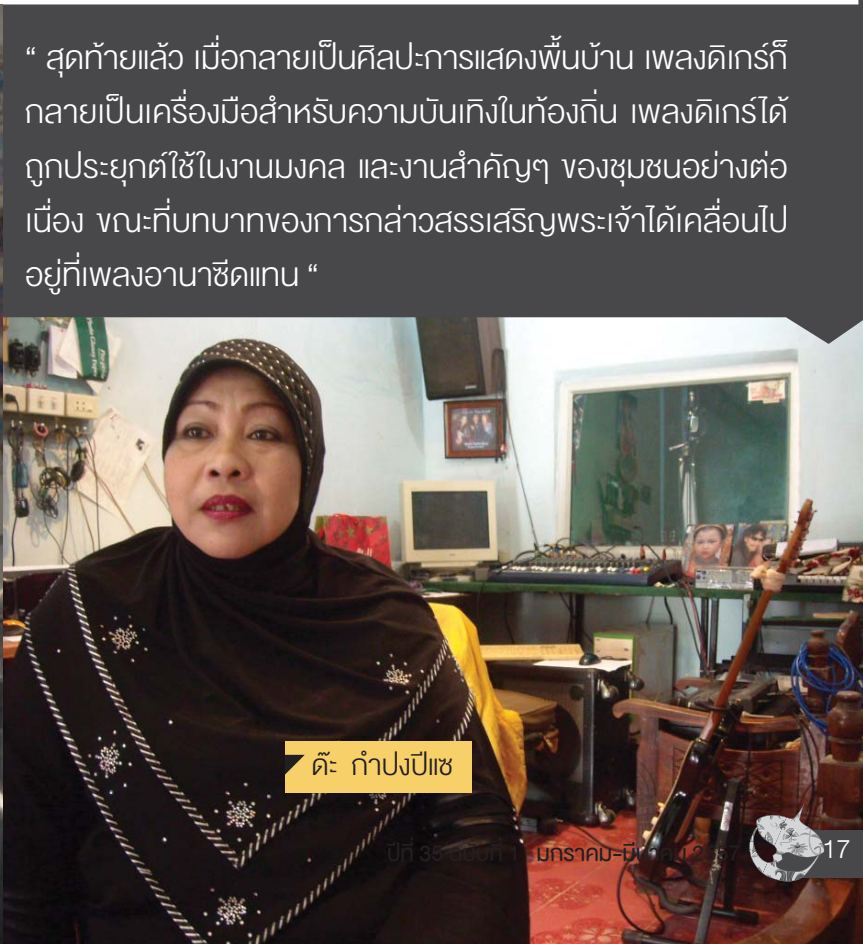 “ สุดท้ายแล้ว เมื่อกลายเป็นศิลปะการแสดงพื้นบ้าน เพลงดิเกร์ก็
กลายเป็นเครื่องมือสำหรับความบันเทิงในท้องถิ่น เพลงดิเกร์ได้
ถูกประยุกต์ใช้ในงานมงคล และงานสำคัญๆ ของชุมชนอย่างต่อ
เนื่อง ขณะที่บทบาทของการกล่าวสรรเสริญพระเจ้าได้เคลื่อนไป
อยู่ที่เพลงอานาซีดแทน “
ด๊ะ กำปงปีแซ
ปีที่ 35 ฉบับที่ 1 มกราคม-มีนาคม 2557
17